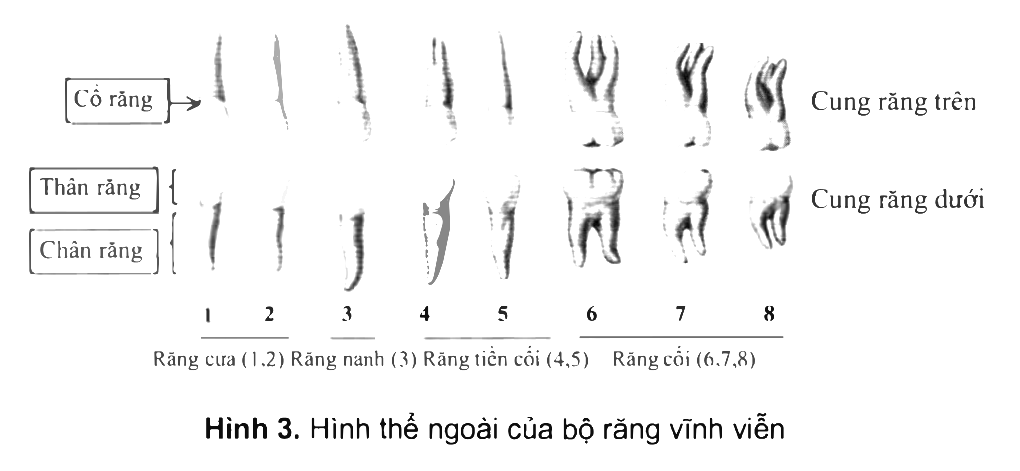 Cổ răng
Cung răng trên
Thân răng
Cung răng dưới
Chân răng
1 2 3 4 5 6 7 8
Răng cưa (1,2) Răng nanh (3) Răng tiền cối (4,5) Răng cối (6,7,8)
Hình 3. Hình thể ngoài của bộ răng vĩnh viễn